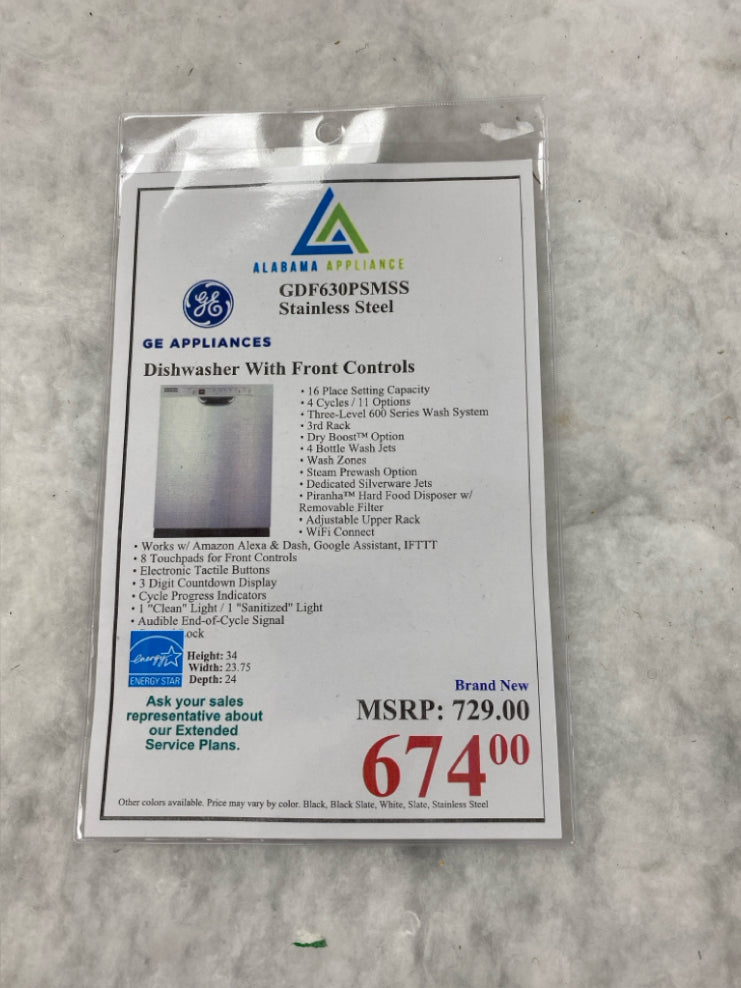 ALABAMA APPLIANCE
GE
GDF630PSMSS
Stainless Steel
GE APPLIANCES
Dishwasher With Front Controls
• 16 Place Setting Capacity
• 4 Cycles / 11 Options
• Three-Level 600 Series Wash System
• 3rd Rack
• Dry Boost™ Option
• 4 Bottle Wash Jets
• Wash Zones
• Steam Prewash Option
• Dedicated Silverware Jets
• Piranha™ Hard Food Disposer w/
Removable Filter
• Adjustable Upper Rack
• WiFi Connect
• Works w/ Amazon Alexa & Dash, Google Assistant, IFTTT
• 8 Touchpads for Front Controls
• Electronic Tactile Buttons
• 3 Digit Countdown Display
• Cycle Progress Indicators
• 1 "Clean" Light / 1 "Sanitized" Light
• Audible End-of-Cycle Signal
ock
energy
ENERGY STAR
Height: 34
Width: 23.75
Depth: 24
Ask your sales
representative about
our Extended
Service Plans.
Brand New
MSRP: 729.00
67400
Other colors available. Price may vary by color. Black, Black Slate, White, Slate, Stainless Steel